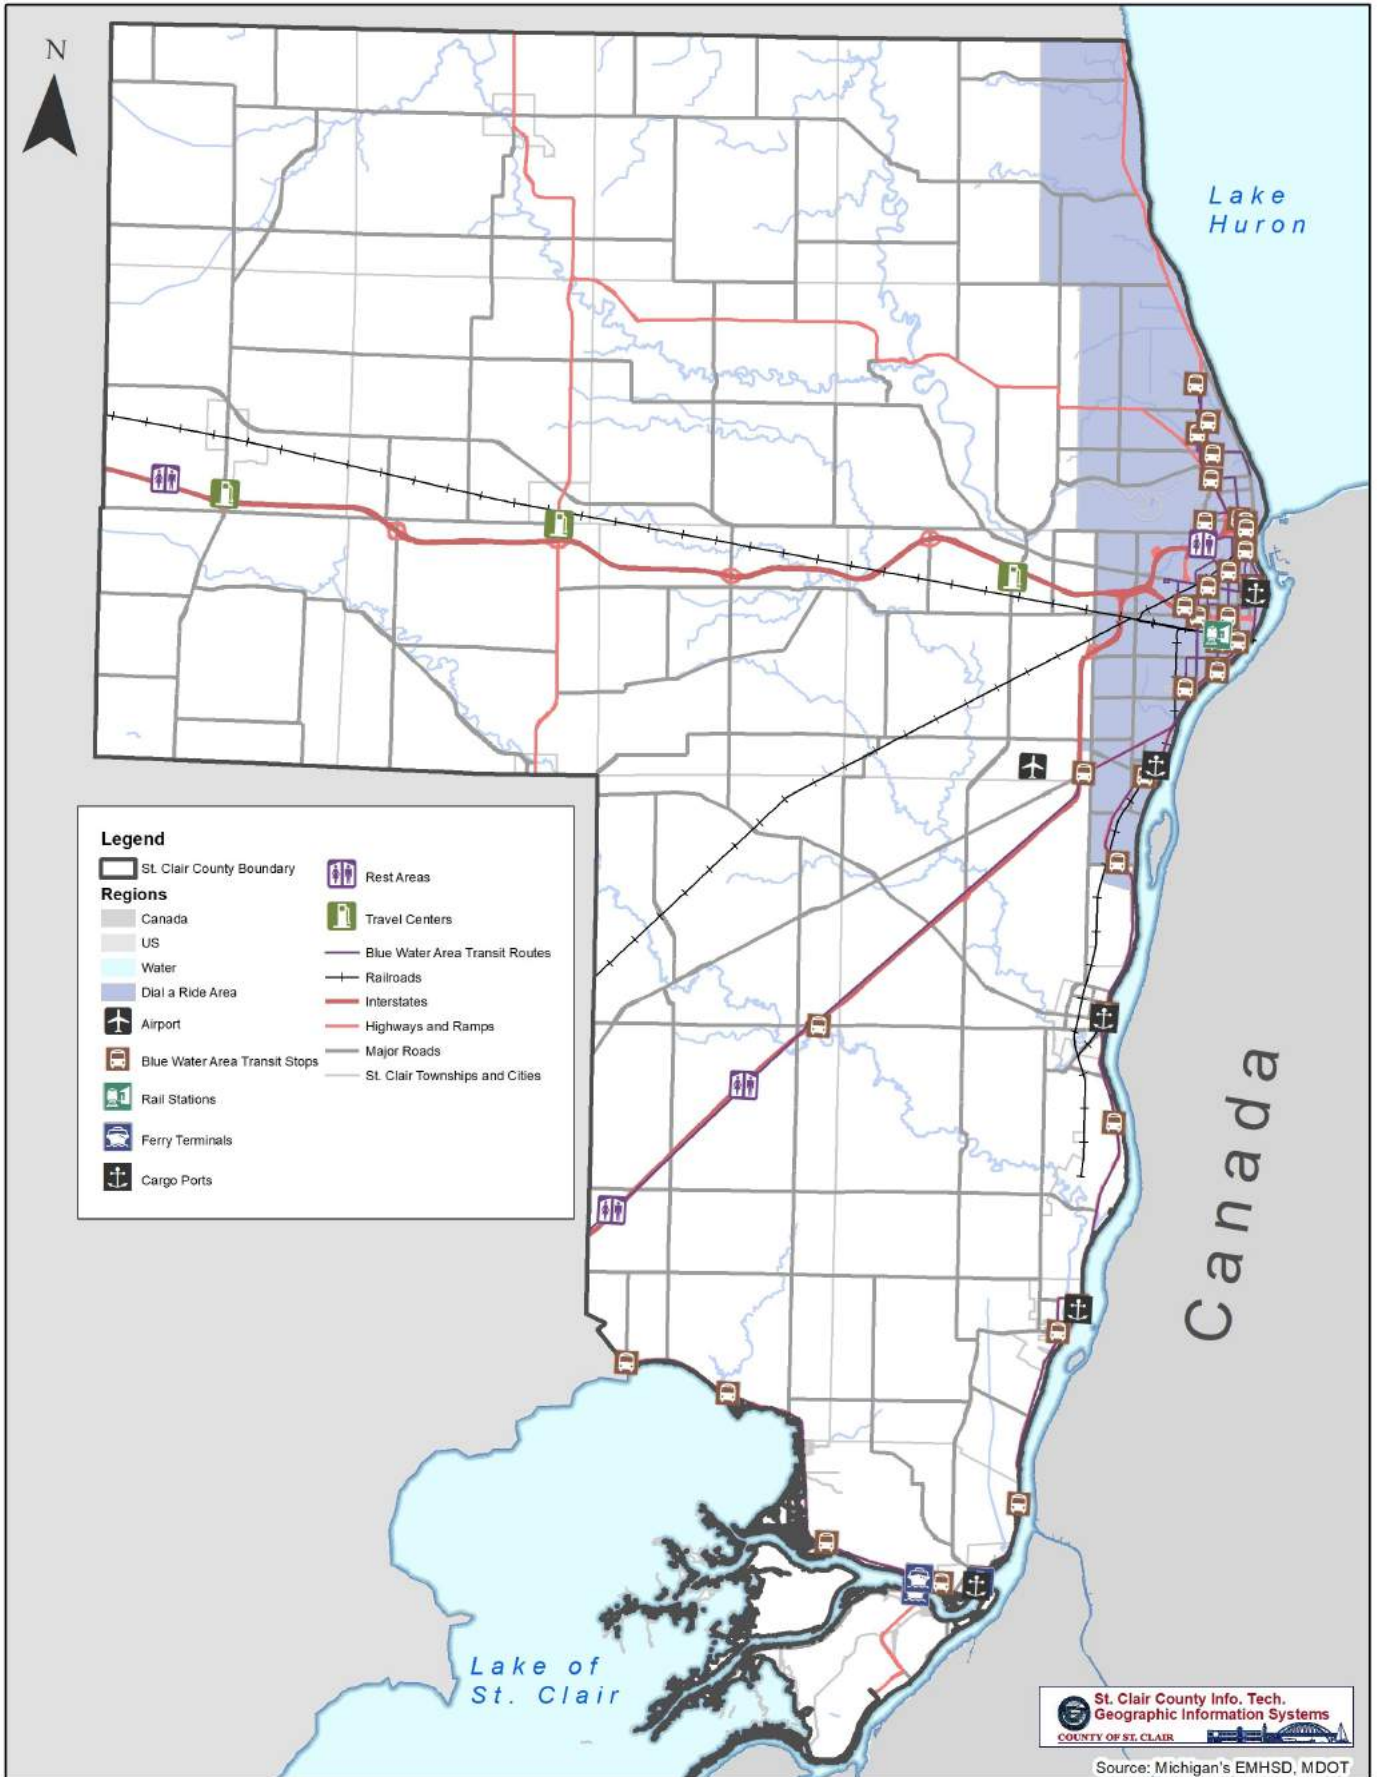 N
Lake
Huron
Legend
St. Clair County Boundary
Regions
Canada
US
Water
Dial a Ride Area
Airport
Blue Water Area Transit Stops
Rail Stations
Ferry Terminals
Cargo Ports
Rest Areas
Travel Centers
Blue Water Area Transit Routes
Railroads
Interstates
Highways and Ramps
Major Roads
St. Clair Townships and Cities
Canada
Lake of
St. Clair
St. Clair County Info. Tech.
Geographic Information Systems
COUNTY OF ST. CLAIR
Source: Michigan's EMHSD, MDOT